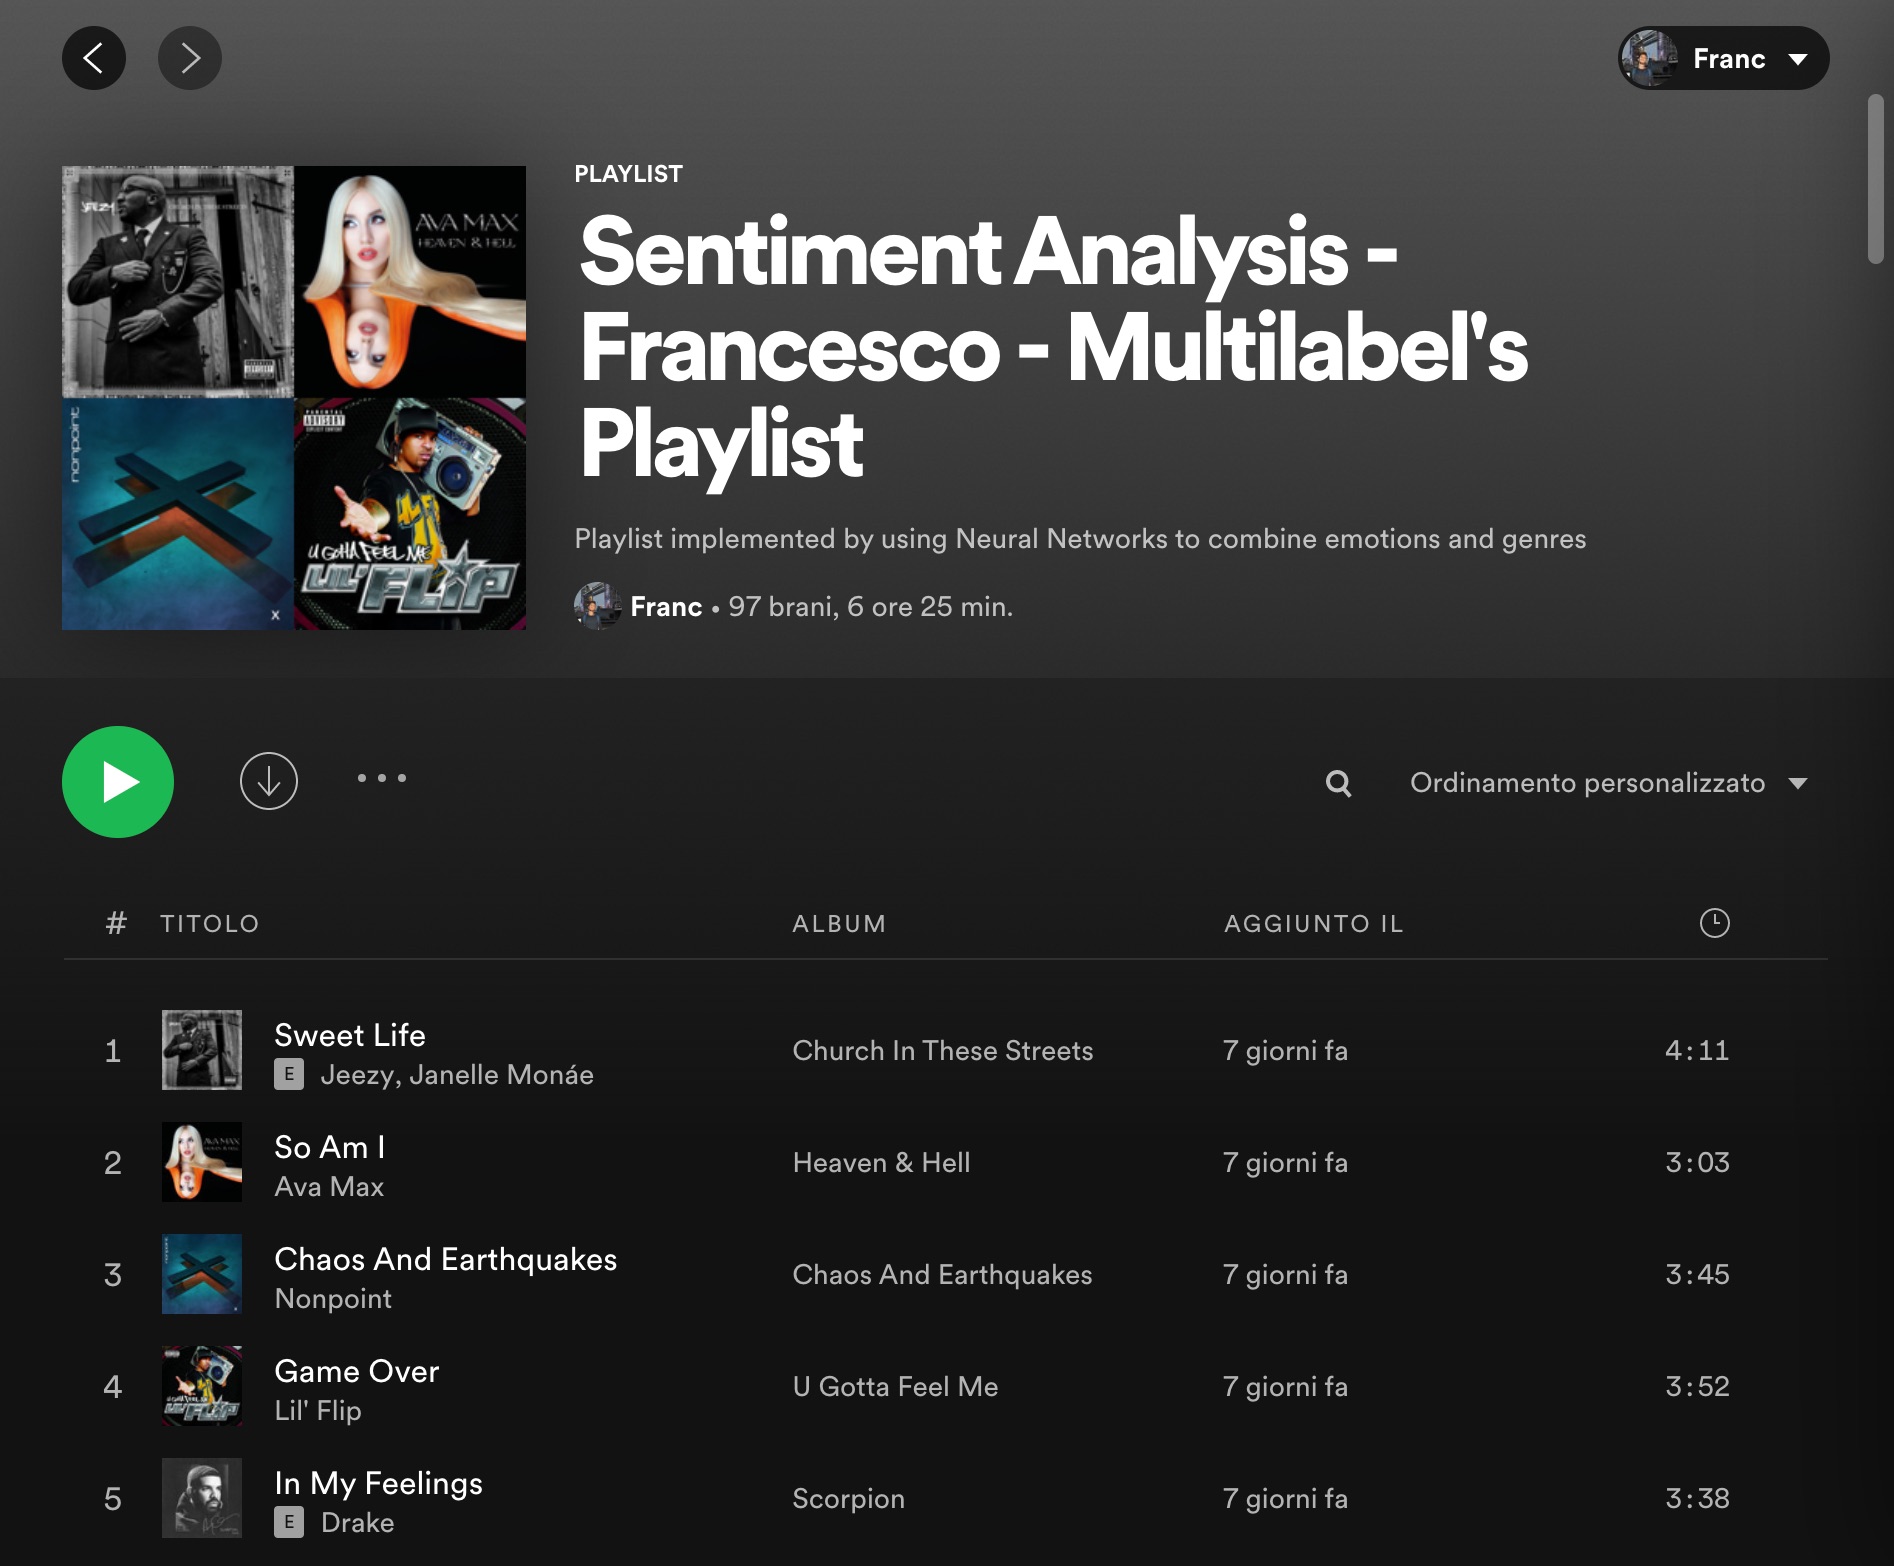 Franc
JEEZY
AVA MAX
HEAVEN & HELL
nonpoint
X
PARENTAL
ADVISORY
EXPLICIT CONTENT
U GOTTA FEEL ME
LIL' FLIP
PLAYLIST
Sentiment Analysis -
Francesco - Multilabel's
Playlist
Playlist implemented by using Neural Networks to combine emotions and genres
Franc • 97 brani, 6 ore 25 min.
Ordinamento personalizzato
# TITOLO ALBUM AGGIUNTO IL
1 Sweet Life Church In These Streets 7 giorni fa 4:11
E Jeezy, Janelle Monáe
2 So Am I Heaven & Hell 7 giorni fa 3:03
Ava Max
3 Chaos And Earthquakes Chaos And Earthquakes 7 giorni fa 3:45
Nonpoint
4 Game Over U Gotta Feel Me 7 giorni fa 3:52
Lil' Flip
5 In My Feelings Scorpion 7 giorni fa 3:38
E Drake